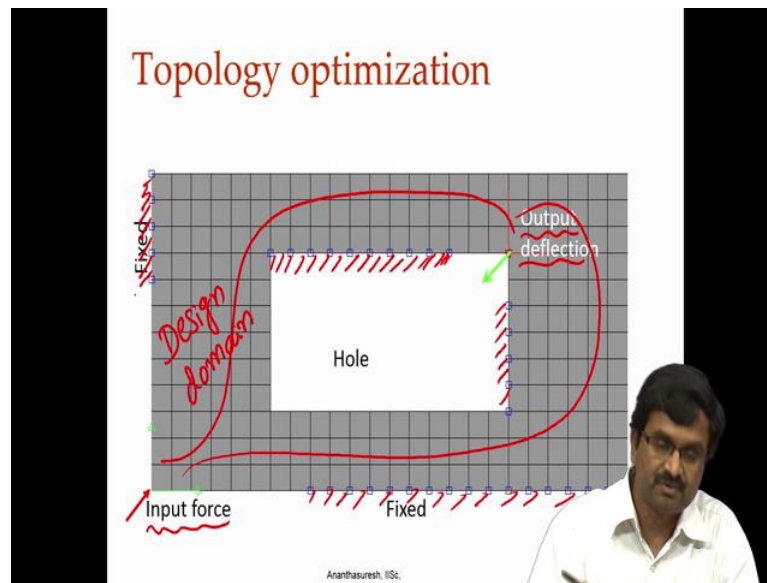 Topology optimization
Fixed
Output
deflection
Design
domain
Hole
Input force
Fixed
Ananthasuresh, IISc,